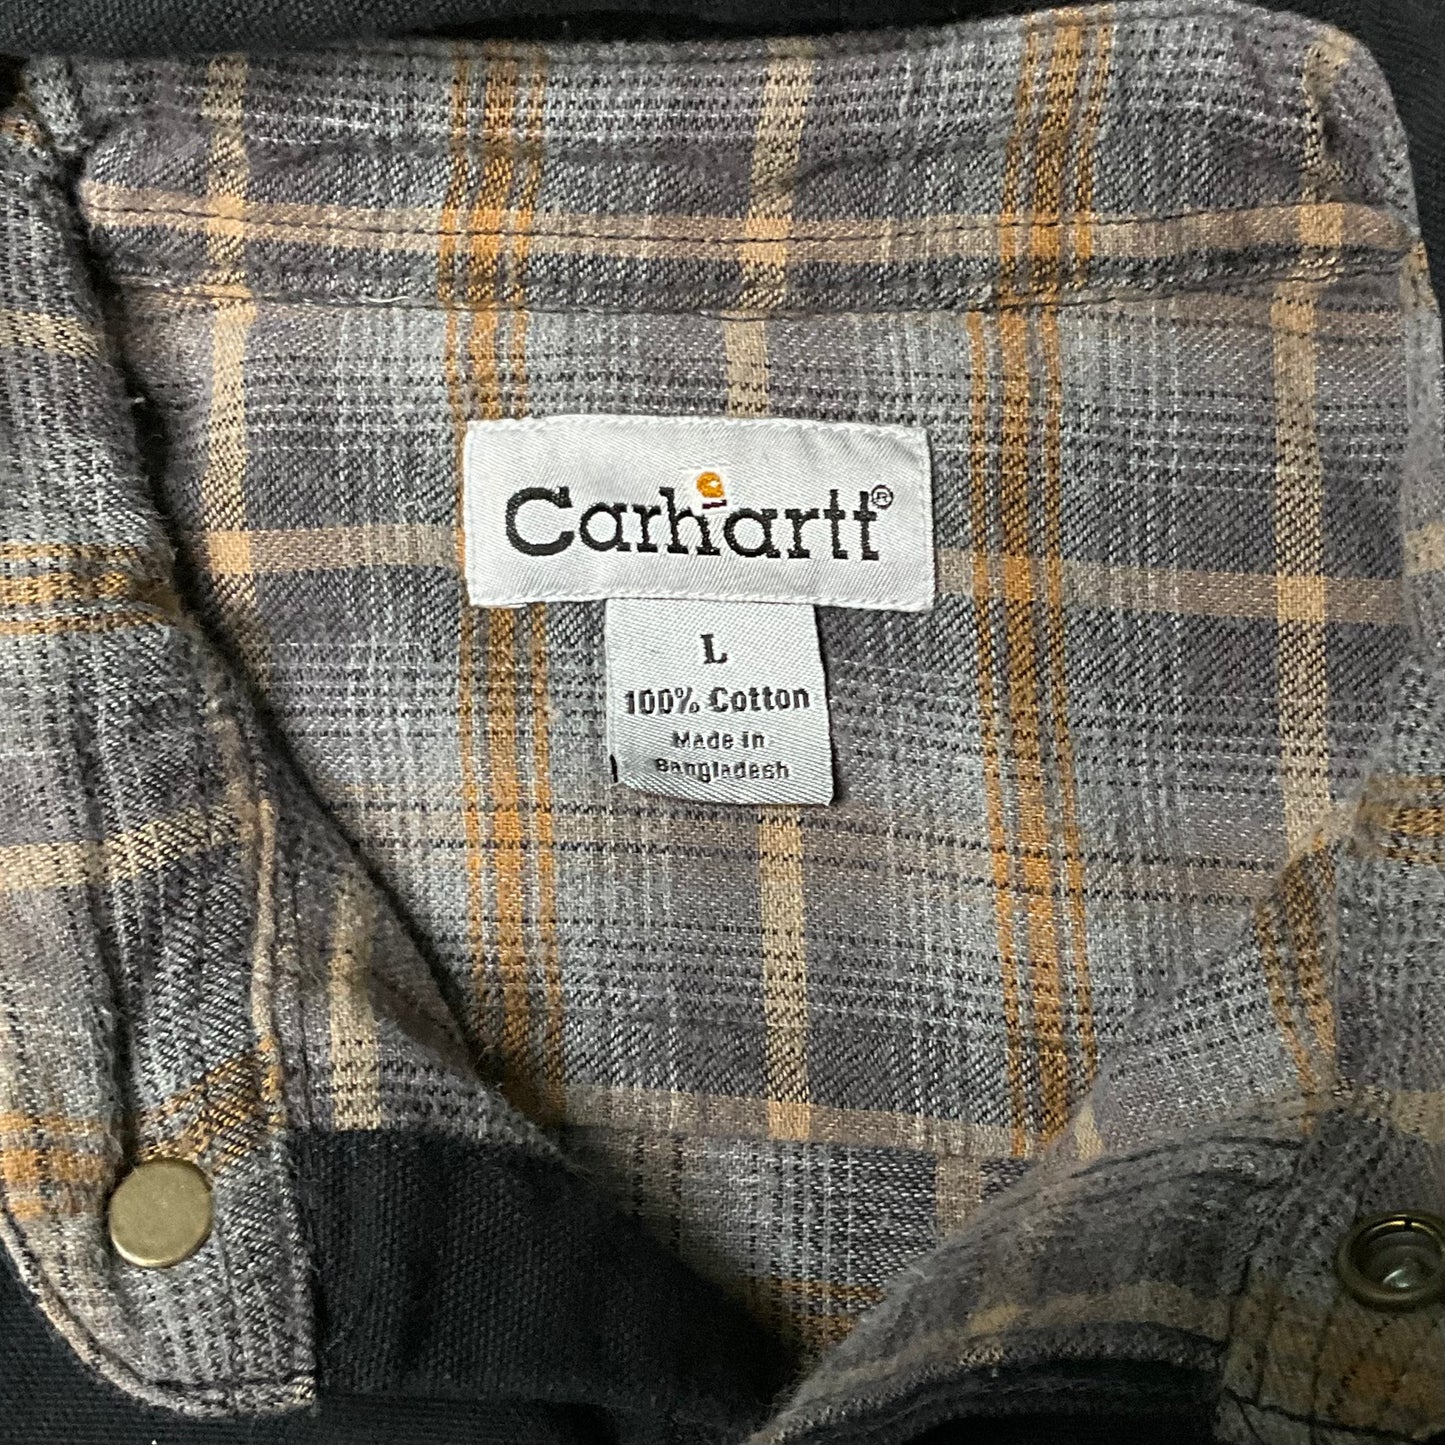 Carhartt®
L
100% Cotton
Made in
Bangladesh